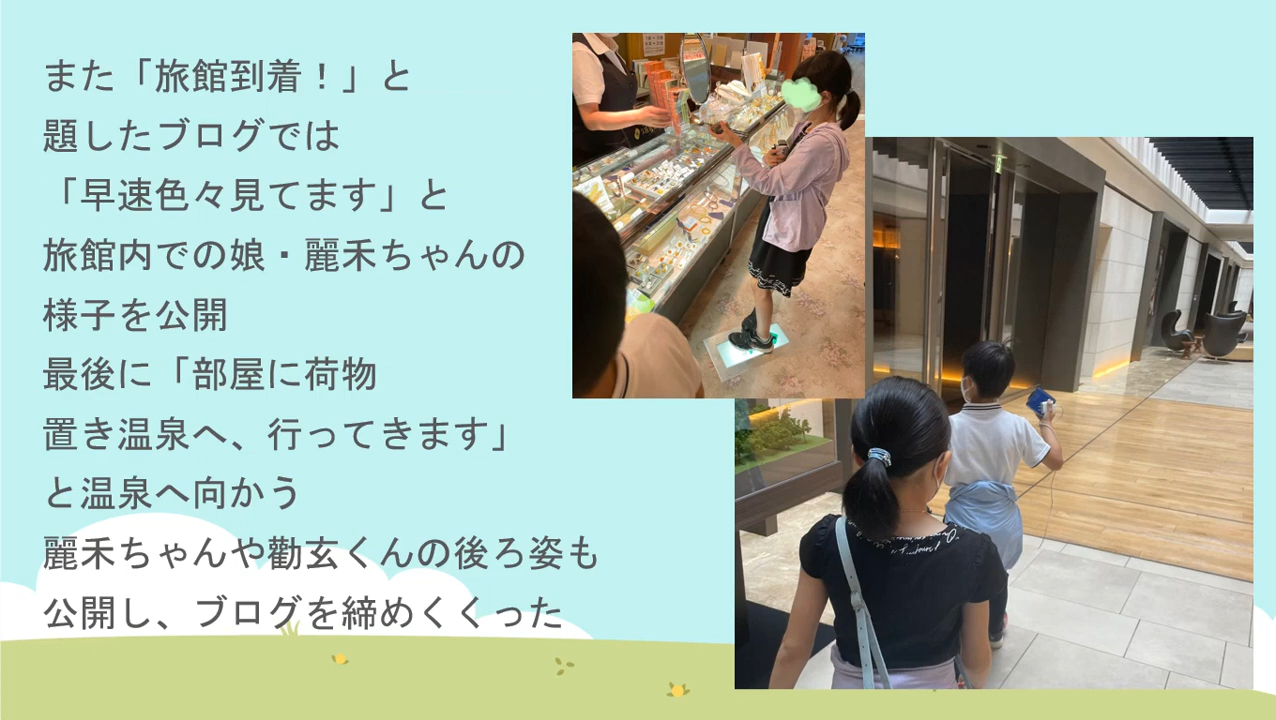 また「旅館到着！」と
題したブログでは
「早速色々見てます」と
旅館内での娘・麗禾ちゃんの
様子を公開
最後に「部屋に荷物
置き温泉へ、行ってきます」
と温泉へ向かう
麗禾ちゃんや勸玄くんの後ろ姿も
公開し、ブログを締めくくった